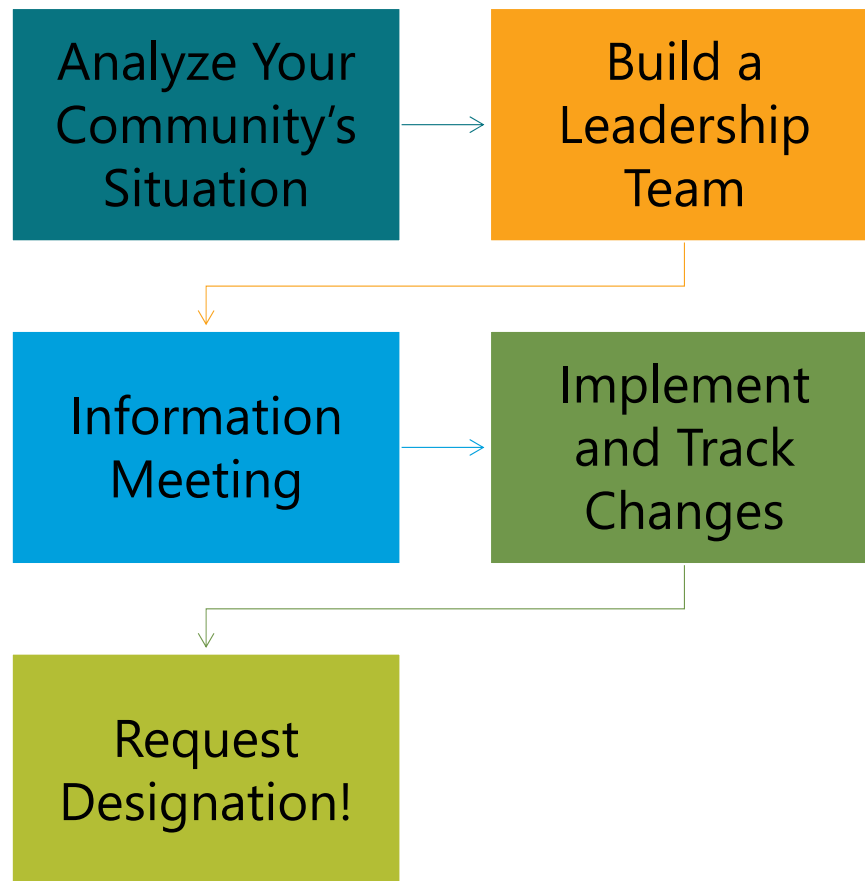 Analyze Your
Community’s
Situation
Build a
Leadership
Team
Information
Meeting
Implement
and Track
Changes
Request
Designation!